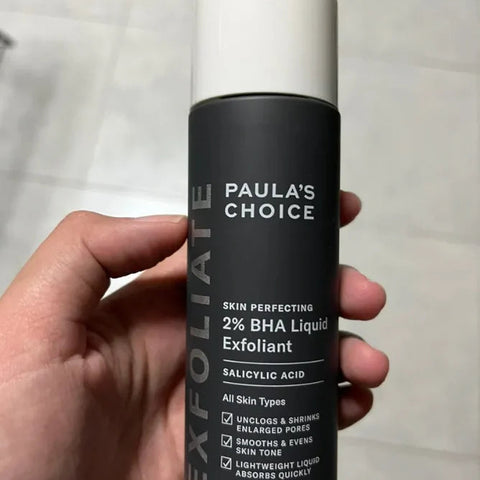 EXFOLIATE
PAULA'S
CHOICE
SKIN PERFECTING
2% BHA Liquid
Exfoliant
SALICYLIC ACID
All Skin Types
UNCLOGS & SHRINKS
ENLARGED PORES
SMOOTHS & EVENS
SKIN TONE
LIGHTWEIGHT LIQUID
ABSORBS QUICKLY